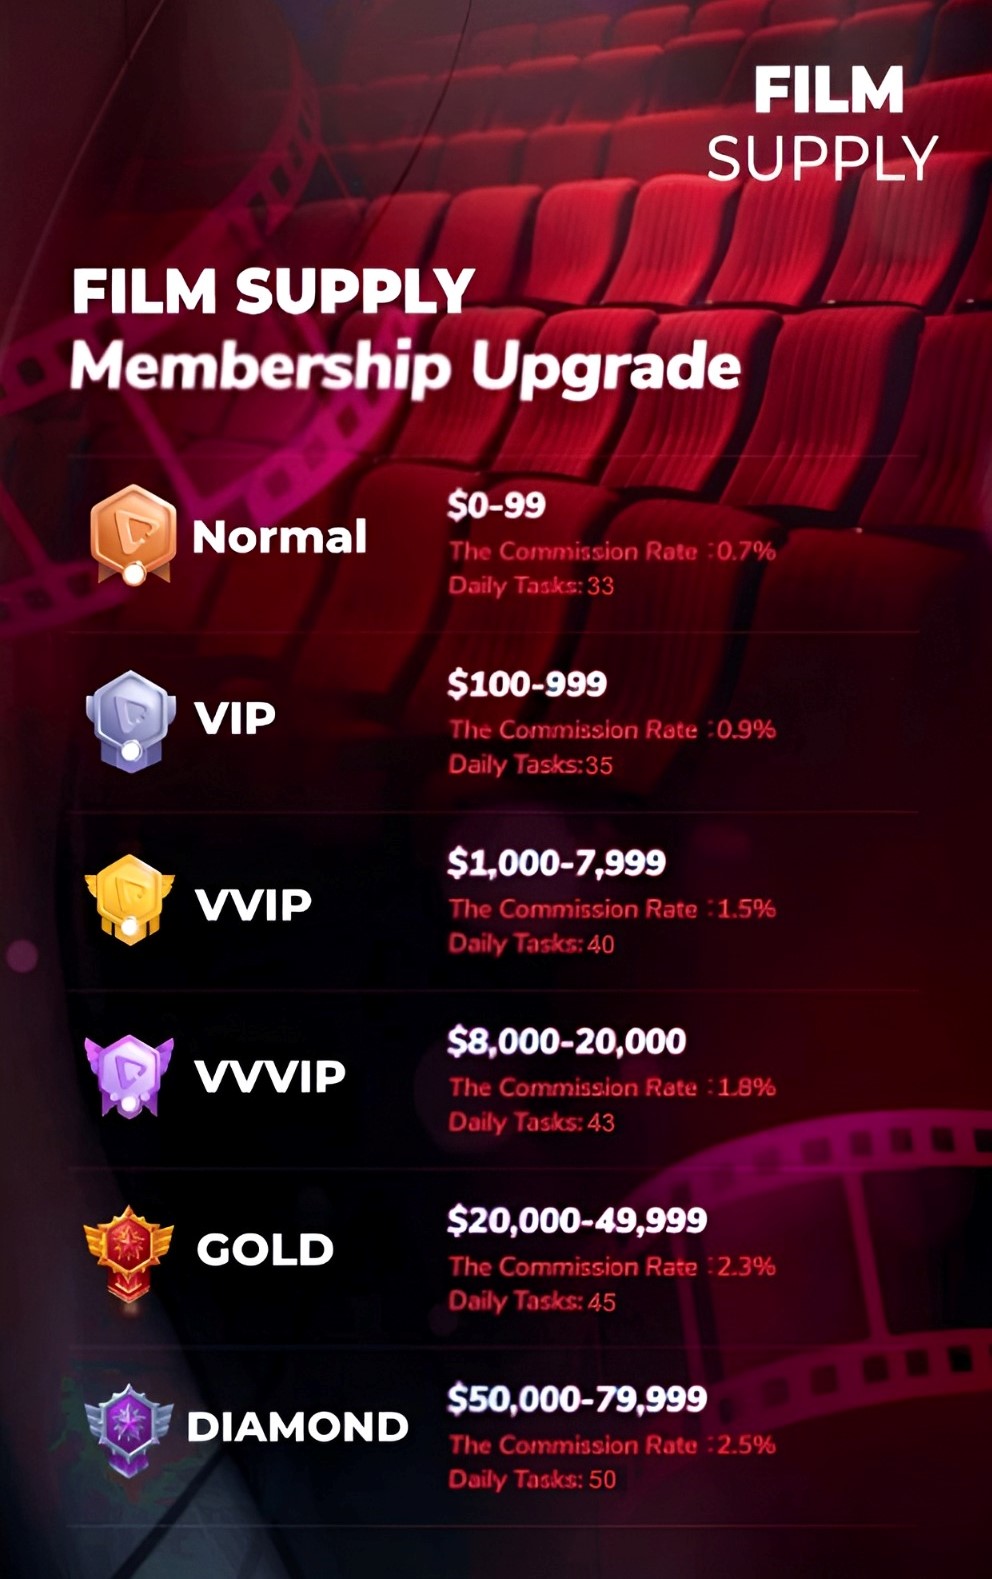 FILM
SUPPLY
FILM SUPPLY
Membership Upgrade
Normal
$0-99
The Commission Rate :0.7%
Daily Tasks:33
VIP
$100-999
The Commission Rate :0.9%
Daily Tasks:35
VVIP
$1,000-7,999
The Commission Rate :1.5%
Daily Tasks:40
VVVIP
$8,000-20,000
The Commission Rate :1.8%
Daily Tasks:43
GOLD
$20,000-49,999
The Commission Rate :2.3%
Daily Tasks:45
DIAMOND
$50,000-79,999
The Commission Rate :2.5%
Daily Tasks:50